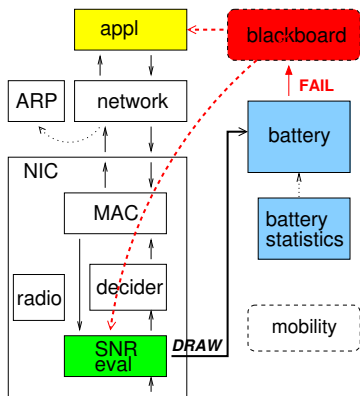 appl
blackboard
FAIL
ARP
network
battery
NIC
MAC
battery
statistics
radio
decider
mobility
SNR
eval
DRAW